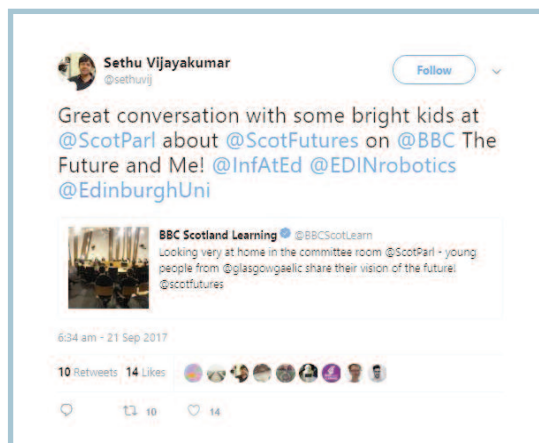 Sethu Vijayakumar
@sethuvij
Follow
Great conversation with some bright kids at
@ScotParl about @ScotFutures on @BBC The
Future and Me! @InfAtEd @EDINrobotics
@EdinburghUni
BBC Scotland Learning @BBCScotLearn
Looking very at home in the committee room @ScotParl - young
people from @glasgowgaelic share their vision of the future!
@scotfutures
6:34 am - 21 Sep 2017
10 Retweets 14 Likes
10 14